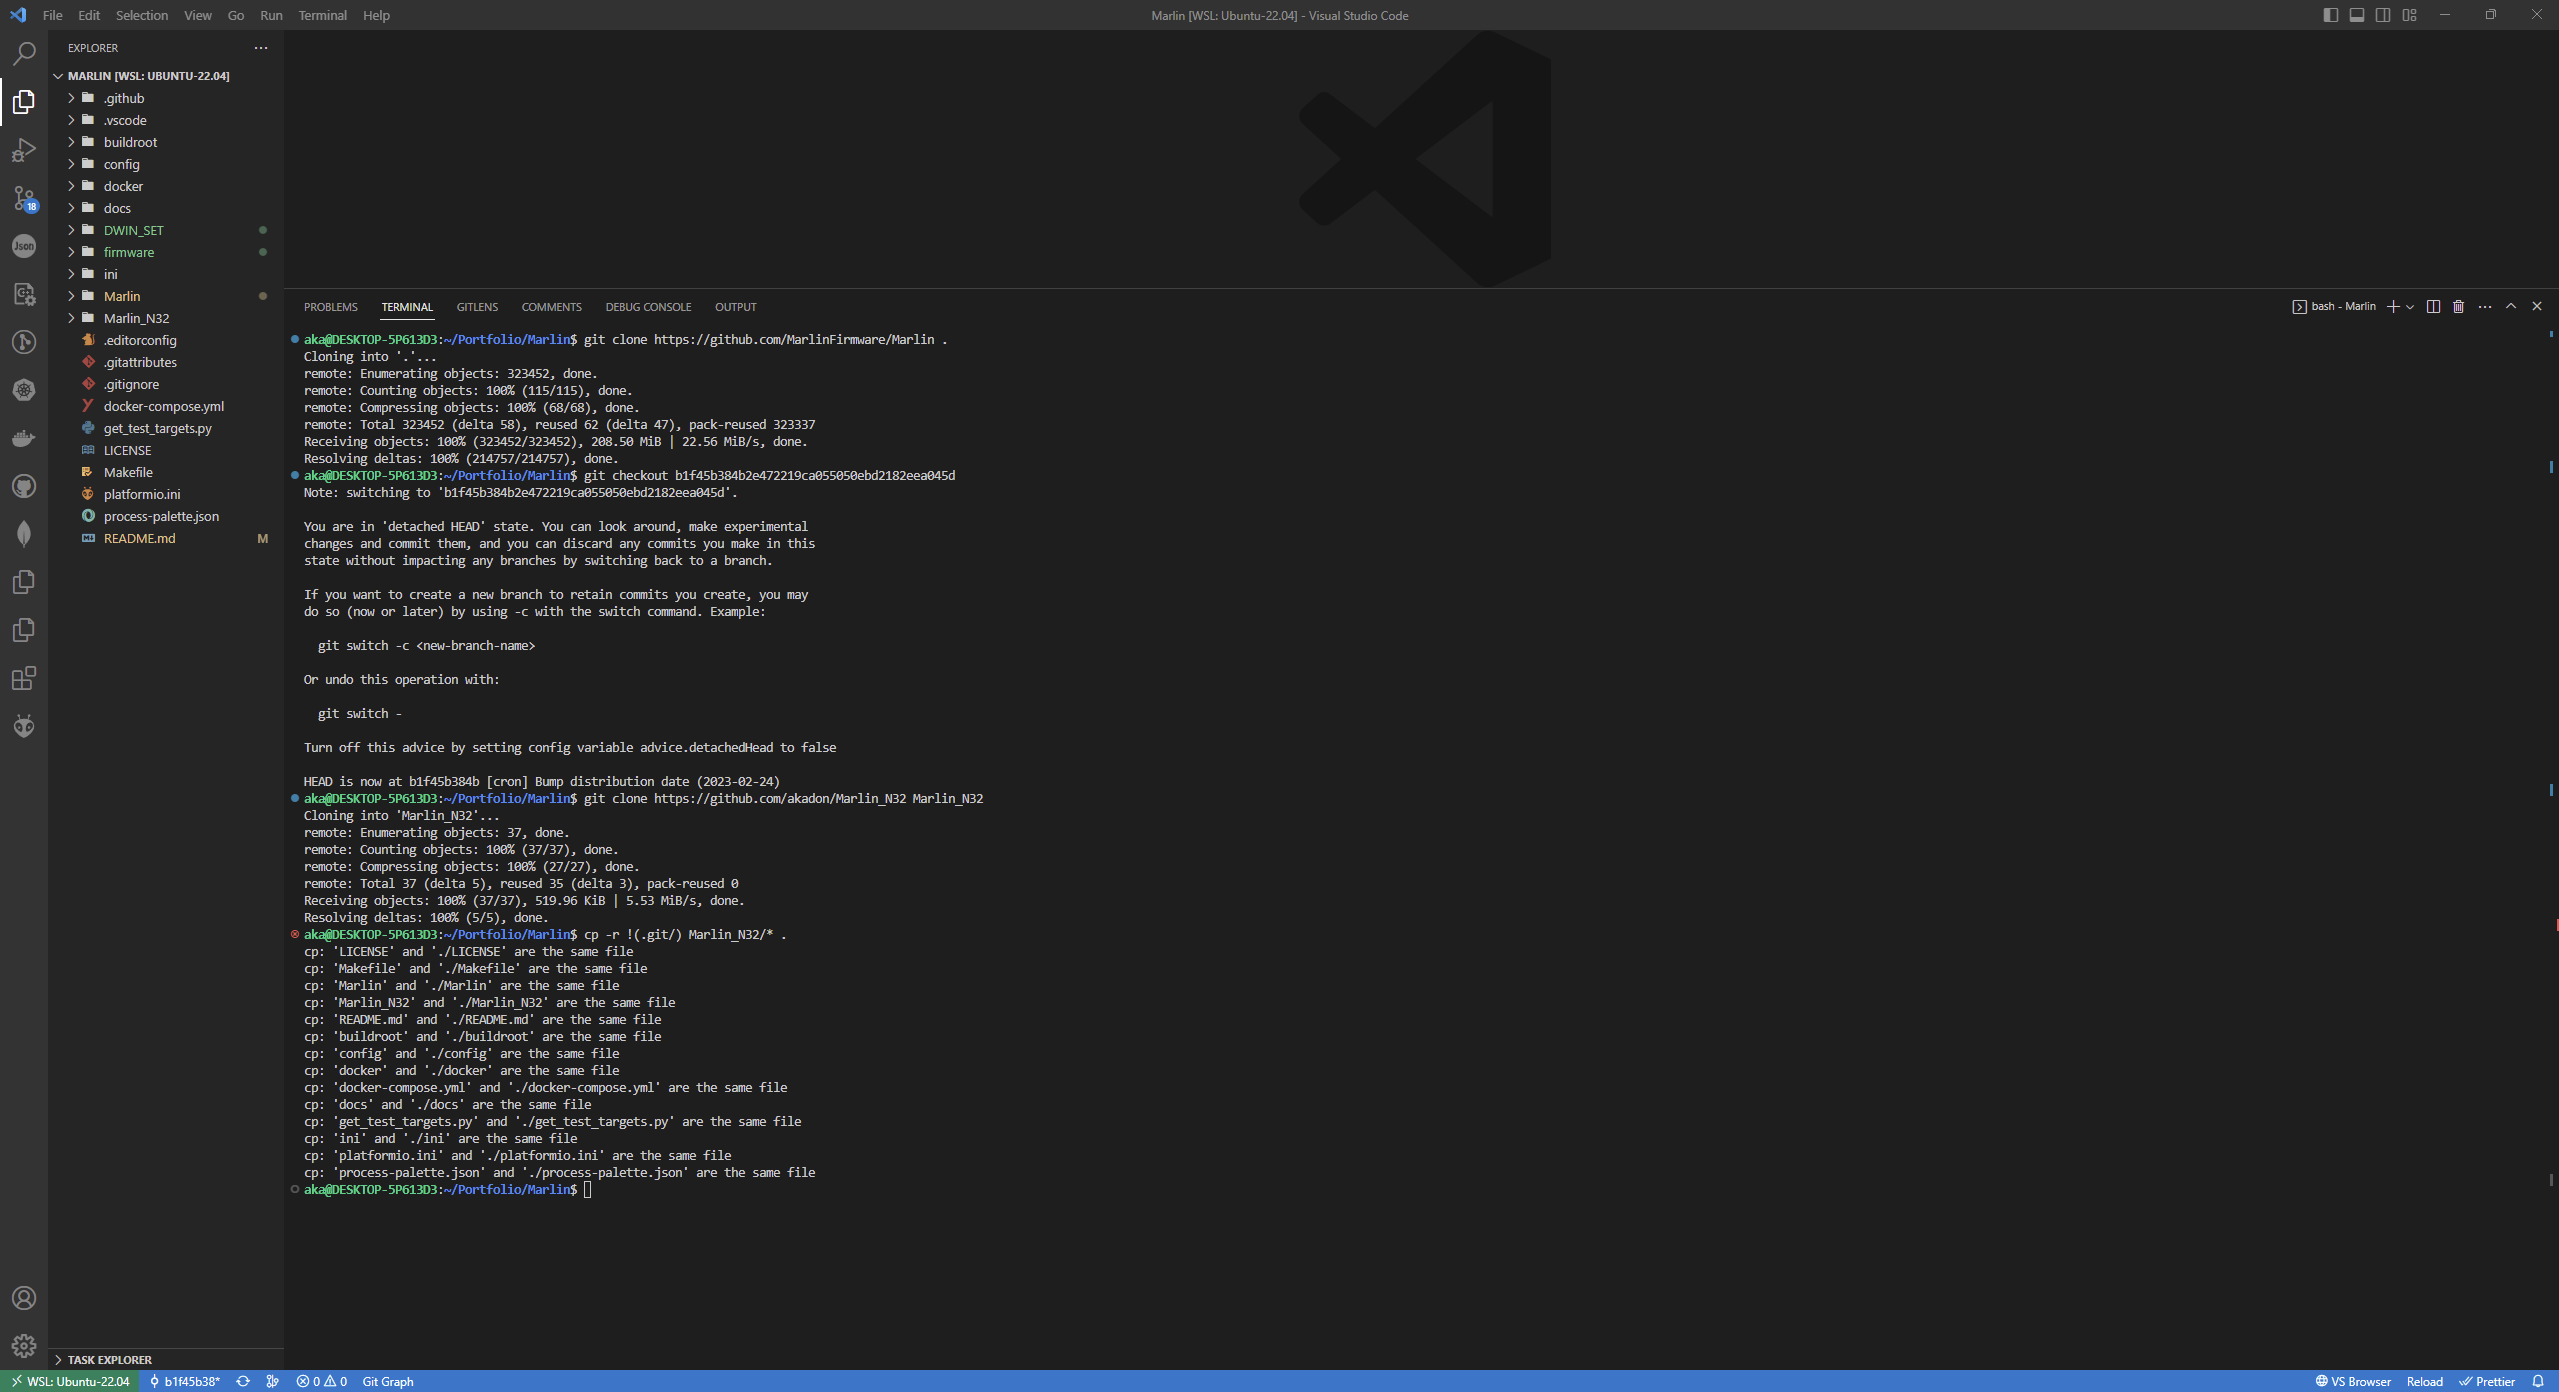 File Edit Selection View Go Run Terminal Help
Marlin [WSL: Ubuntu-22.04] - Visual Studio Code
EXPLORER
MARLIN [WSL: UBUNTU-22.04]
.github
.vscode
buildroot
config
docker
docs
DWIN_SET
firmware
ini
Marlin
Marlin_N32
.editorconfig
.gitattributes
.gitignore
docker-compose.yml
get_test_targets.py
LICENSE
Makefile
platformio.ini
process-palette.json
README.md M
18
Json
TASK EXPLORER
PROBLEMS TERMINAL GITLENS COMMENTS DEBUG CONSOLE OUTPUT
bash - Marlin
aka@DESKTOP-5P613D3:~/Portfolio/Marlin$ git clone https://github.com/MarlinFirmware/Marlin .
Cloning into '.'...
remote: Enumerating objects: 323452, done.
remote: Counting objects: 100% (115/115), done.
remote: Compressing objects: 100% (68/68), done.
remote: Total 323452 (delta 58), reused 62 (delta 47), pack-reused 323337
Receiving objects: 100% (323452/323452), 208.50 MiB | 22.56 MiB/s, done.
Resolving deltas: 100% (214757/214757), done.
aka@DESKTOP-5P613D3:~/Portfolio/Marlin$ git checkout b1f45b384b2e472219ca055050ebd2182eea045d
Note: switching to 'b1f45b384b2e472219ca055050ebd2182eea045d'.
You are in 'detached HEAD' state. You can look around, make experimental
changes and commit them, and you can discard any commits you make in this
state without impacting any branches by switching back to a branch.
If you want to create a new branch to retain commits you create, you may
do so (now or later) by using -c with the switch command. Example:
git switch -c <new-branch-name>
Or undo this operation with:
git switch -
Turn off this advice by setting config variable advice.detachedHead to false
HEAD is now at b1f45b384b [cron] Bump distribution date (2023-02-24)
aka@DESKTOP-5P613D3:~/Portfolio/Marlin$ git clone https://github.com/akadon/Marlin_N32 Marlin_N32
Cloning into 'Marlin_N32'...
remote: Enumerating objects: 37, done.
remote: Counting objects: 100% (37/37), done.
remote: Compressing objects: 100% (27/27), done.
remote: Total 37 (delta 5), reused 35 (delta 3), pack-reused 0
Receiving objects: 100% (37/37), 519.96 KiB | 5.53 MiB/s, done.
Resolving deltas: 100% (5/5), done.
aka@DESKTOP-5P613D3:~/Portfolio/Marlin$ cp -r !(.git/) Marlin_N32/* .
cp: 'LICENSE' and './LICENSE' are the same file
cp: 'Makefile' and './Makefile' are the same file
cp: 'Marlin' and './Marlin' are the same file
cp: 'Marlin_N32' and './Marlin_N32' are the same file
cp: 'README.md' and './README.md' are the same file
cp: 'buildroot' and './buildroot' are the same file
cp: 'config' and './config' are the same file
cp: 'docker' and './docker' are the same file
cp: 'docker-compose.yml' and './docker-compose.yml' are the same file
cp: 'docs' and './docs' are the same file
cp: 'get_test_targets.py' and './get_test_targets.py' are the same file
cp: 'ini' and './ini' are the same file
cp: 'platformio.ini' and './platformio.ini' are the same file
cp: 'process-palette.json' and './process-palette.json' are the same file
aka@DESKTOP-5P613D3:~/Portfolio/Marlin$
WSL: Ubuntu-22.04 b1f45b38* 0 0 Git Graph
VS Browser Reload Prettier